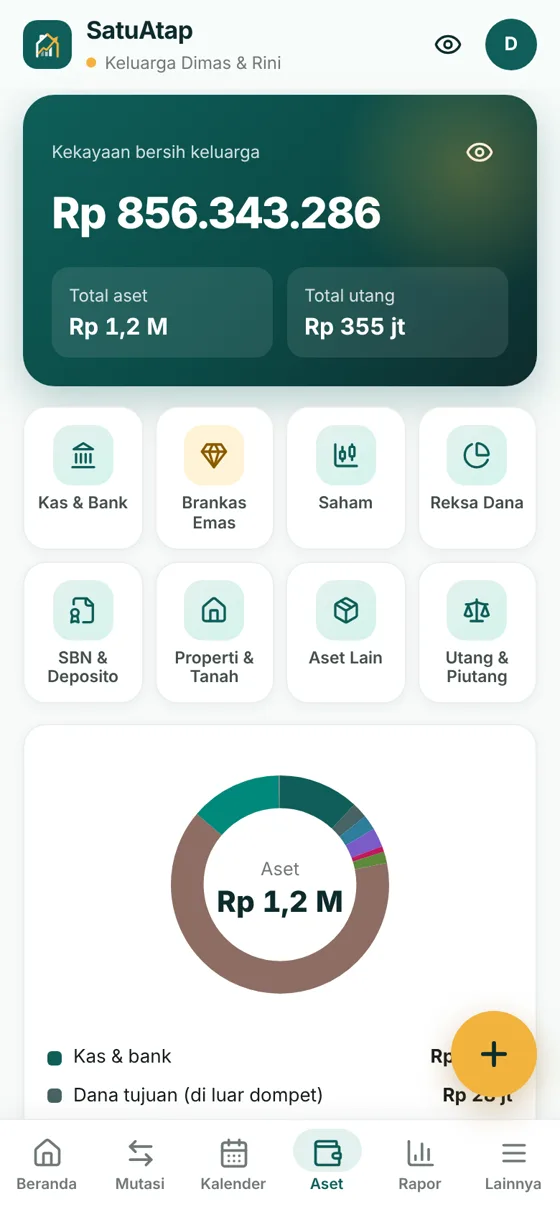 SatuAtap
Keluarga Dimas & Rini
D
Kekayaan bersih keluarga
Rp 856.343.286
Total aset
Rp 1,2 M
Total utang
Rp 355 jt
Kas & Bank
Brankas
Emas
Saham
Reksa Dana
SBN &
Deposito
Properti &
Tanah
Aset Lain
Utang &
Piutang
Aset
Rp 1,2 M
Kas & bank
Rp
Dana tujuan (di luar dompet)
Rp
Beranda
Mutasi
Kalender
Aset
Rapor
Lainnya